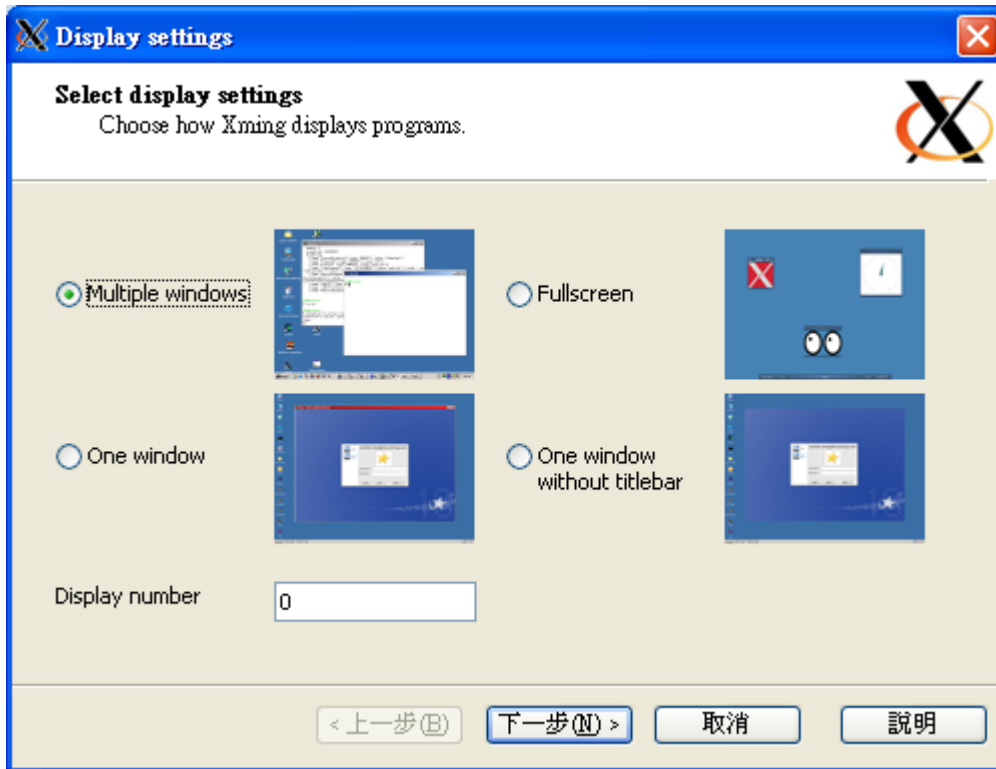 Display settings
Select display settings
Choose how Xming displays programs.
Multiple windows
Fullscreen
One window
One window
without titlebar
Display number
0
< 上一步(B)
下一步(N) >
取消
說明